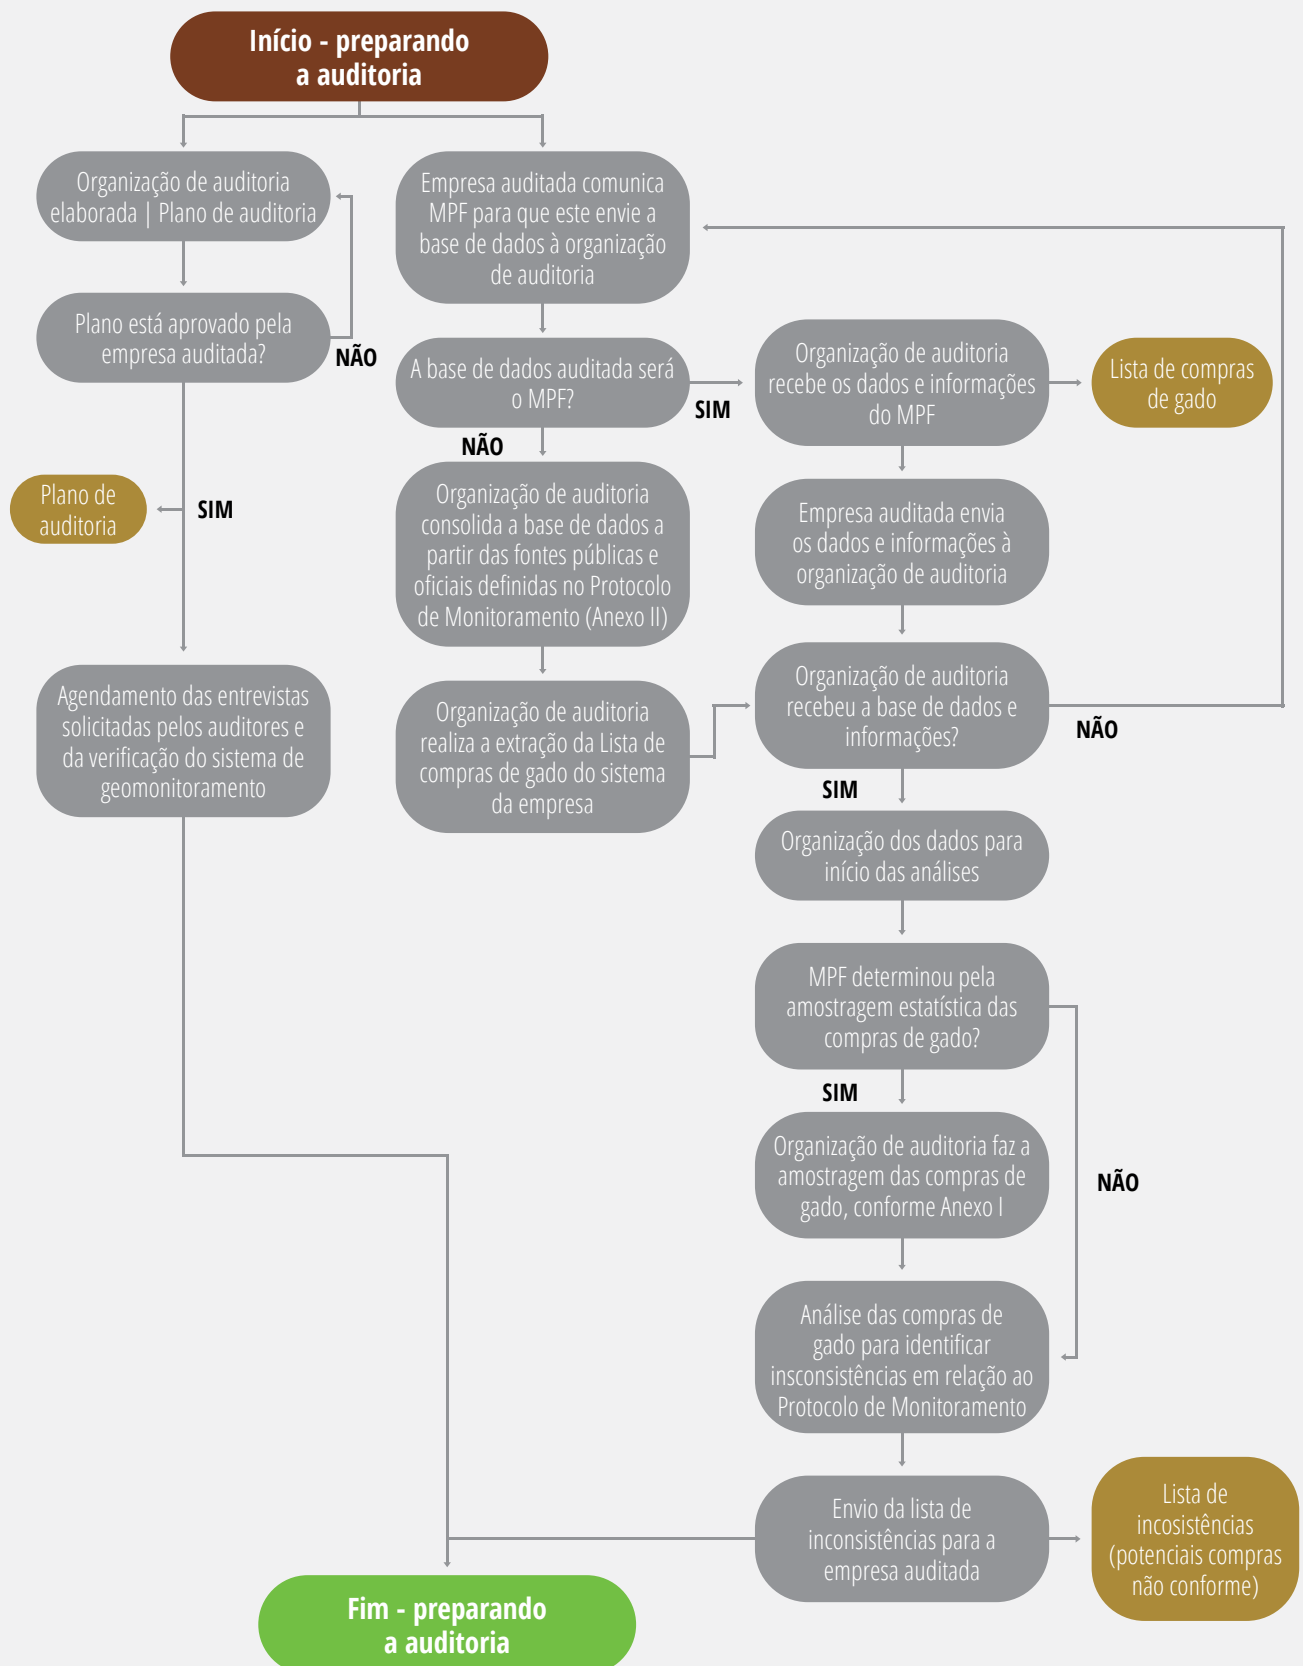 Início - preparando
a auditoria
Organização de auditoria
elaborada | Plano de auditoria
Plano está aprovado pela
empresa auditada?
NÃO
SIM
Plano de
auditoria
Agendamento das entrevistas
solicitadas pelos auditores e
da verificação do sistema de
geomonitoramento
Empresa auditada comunica
MPF para que este envie a
base de dados à organização
de auditoria
A base de dados auditada será
o MPF?
SIM
NÃO
Organização de auditoria
consolida a base de dados a
partir das fontes públicas e
oficiais definidas no Protocolo
de Monitoramento (Anexo II)
Organização de auditoria
realiza a extração da Lista de
compras de gado do sistema
da empresa
Organização de auditoria
recebe os dados e informações
do MPF
Lista de compras
de gado
Empresa auditada envia
os dados e informações à
organização de auditoria
Organização de auditoria
recebeu a base de dados e
informações?
NÃO
SIM
Organização dos dados para
início das análises
MPF determinou pela
amostragem estatística das
compras de gado?
SIM
NÃO
Organização de auditoria faz a
amostragem das compras de
gado, conforme Anexo I
Análise das compras de
gado para identificar
insconsistências em relação ao
Protocolo de Monitoramento
Envio da lista de
inconsistências para a
empresa auditada
Lista de
incosistências
(potenciais compras
não conforme)
Fim - preparando
a auditoria